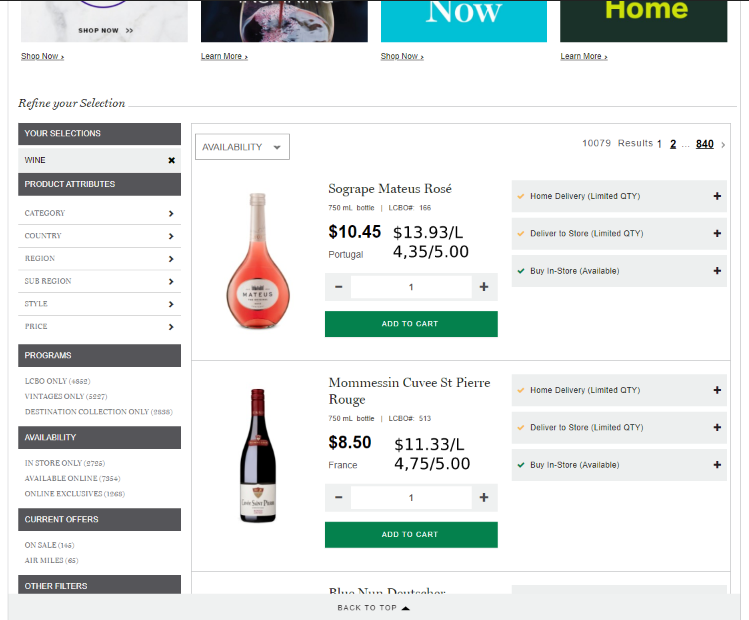 SHOP NOW >>
Now
Home
Shop Now ›
Learn More ›
Shop Now ›
Learn More ›
Refine your Selection
YOUR SELECTIONS
WINE ✖
PRODUCT ATTRIBUTES
CATEGORY
COUNTRY
REGION
SUB REGION
STYLE
PRICE
PROGRAMS
LCBO ONLY (4852)
VINTAGES ONLY (5227)
DESTINATION COLLECTION ONLY (2838)
AVAILABILITY
IN STORE ONLY (2725)
AVAILABLE ONLINE (7354)
ONLINE EXCLUSIVES (1268)
CURRENT OFFERS
ON SALE (145)
AIR MILES (65)
OTHER FILTERS
AVAILABILITY
10079 Results 1 2 ... 840 ›
Sogrape Mateus Rosé
750 mL bottle | LCBO#: 166
$10.45 $13.93/L
Portugal 4,35/5.00
MATEUS
− 1 +
ADD TO CART
Home Delivery (Limited QTY) +
Deliver to Store (Limited QTY) +
Buy In-Store (Available) +
Mommessin Cuvee St Pierre
Rouge
750 mL bottle | LCBO#: 513
$8.50 $11.33/L
France 4,75/5.00
Cuvée Saint Pierre
− 1 +
ADD TO CART
Home Delivery (Limited QTY) +
Deliver to Store (Limited QTY) +
Buy In-Store (Available) +
Blue Nun Deutscher
BACK TO TOP